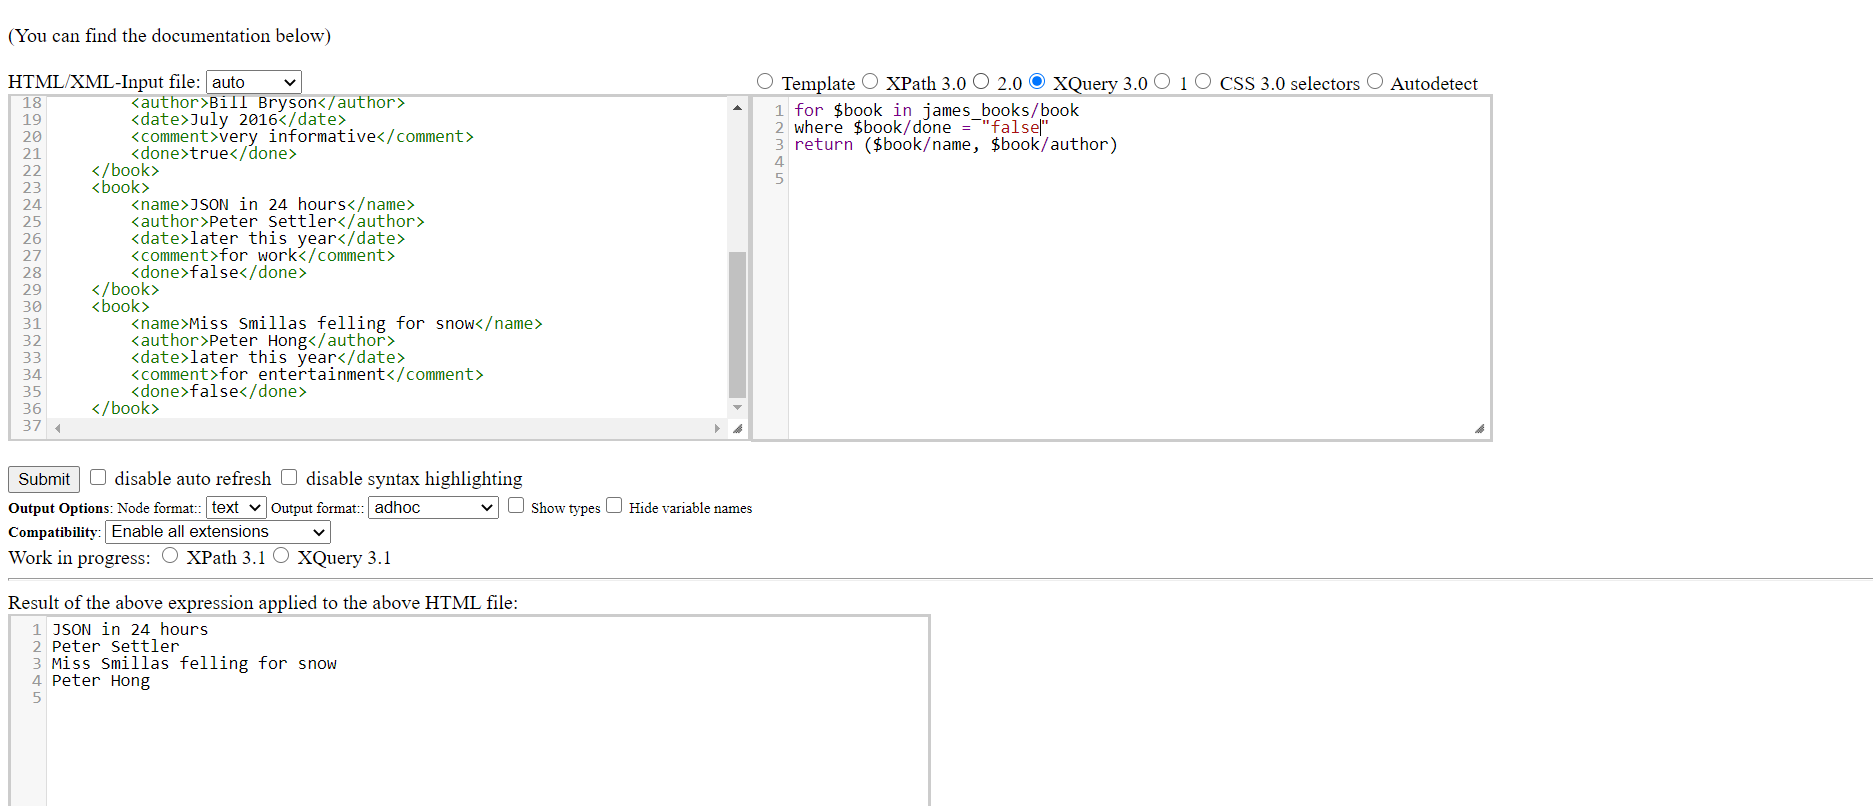 (You can find the documentation below)
HTML/XML-Input file: auto
Template XPath 3.0 2.0 XQuery 3.0 1 CSS 3.0 selectors Autodetect
18 <author>Bill Bryson</author>
19 <date>July 2016</date>
20 <comment>very informative</comment>
21 <done>true</done>
22 </book>
23 <book>
24 <name>JSON in 24 hours</name>
25 <author>Peter Settler</author>
26 <date>later this year</date>
27 <comment>for work</comment>
28 <done>false</done>
29 </book>
30 <book>
31 <name>Miss Smillas felling for snow</name>
32 <author>Peter Hong</author>
33 <date>later this year</date>
34 <comment>for entertainment</comment>
35 <done>false</done>
36 </book>
37
1 for $book in james_books/book
2 where $book/done = "false"
3 return ($book/name, $book/author)
4
5
Submit disable auto refresh disable syntax highlighting
Output Options: Node format:: text Output format:: adhoc Show types Hide variable names
Compatibility: Enable all extensions
Work in progress: XPath 3.1 XQuery 3.1
Result of the above expression applied to the above HTML file:
1 JSON in 24 hours
2 Peter Settler
3 Miss Smillas felling for snow
4 Peter Hong
5